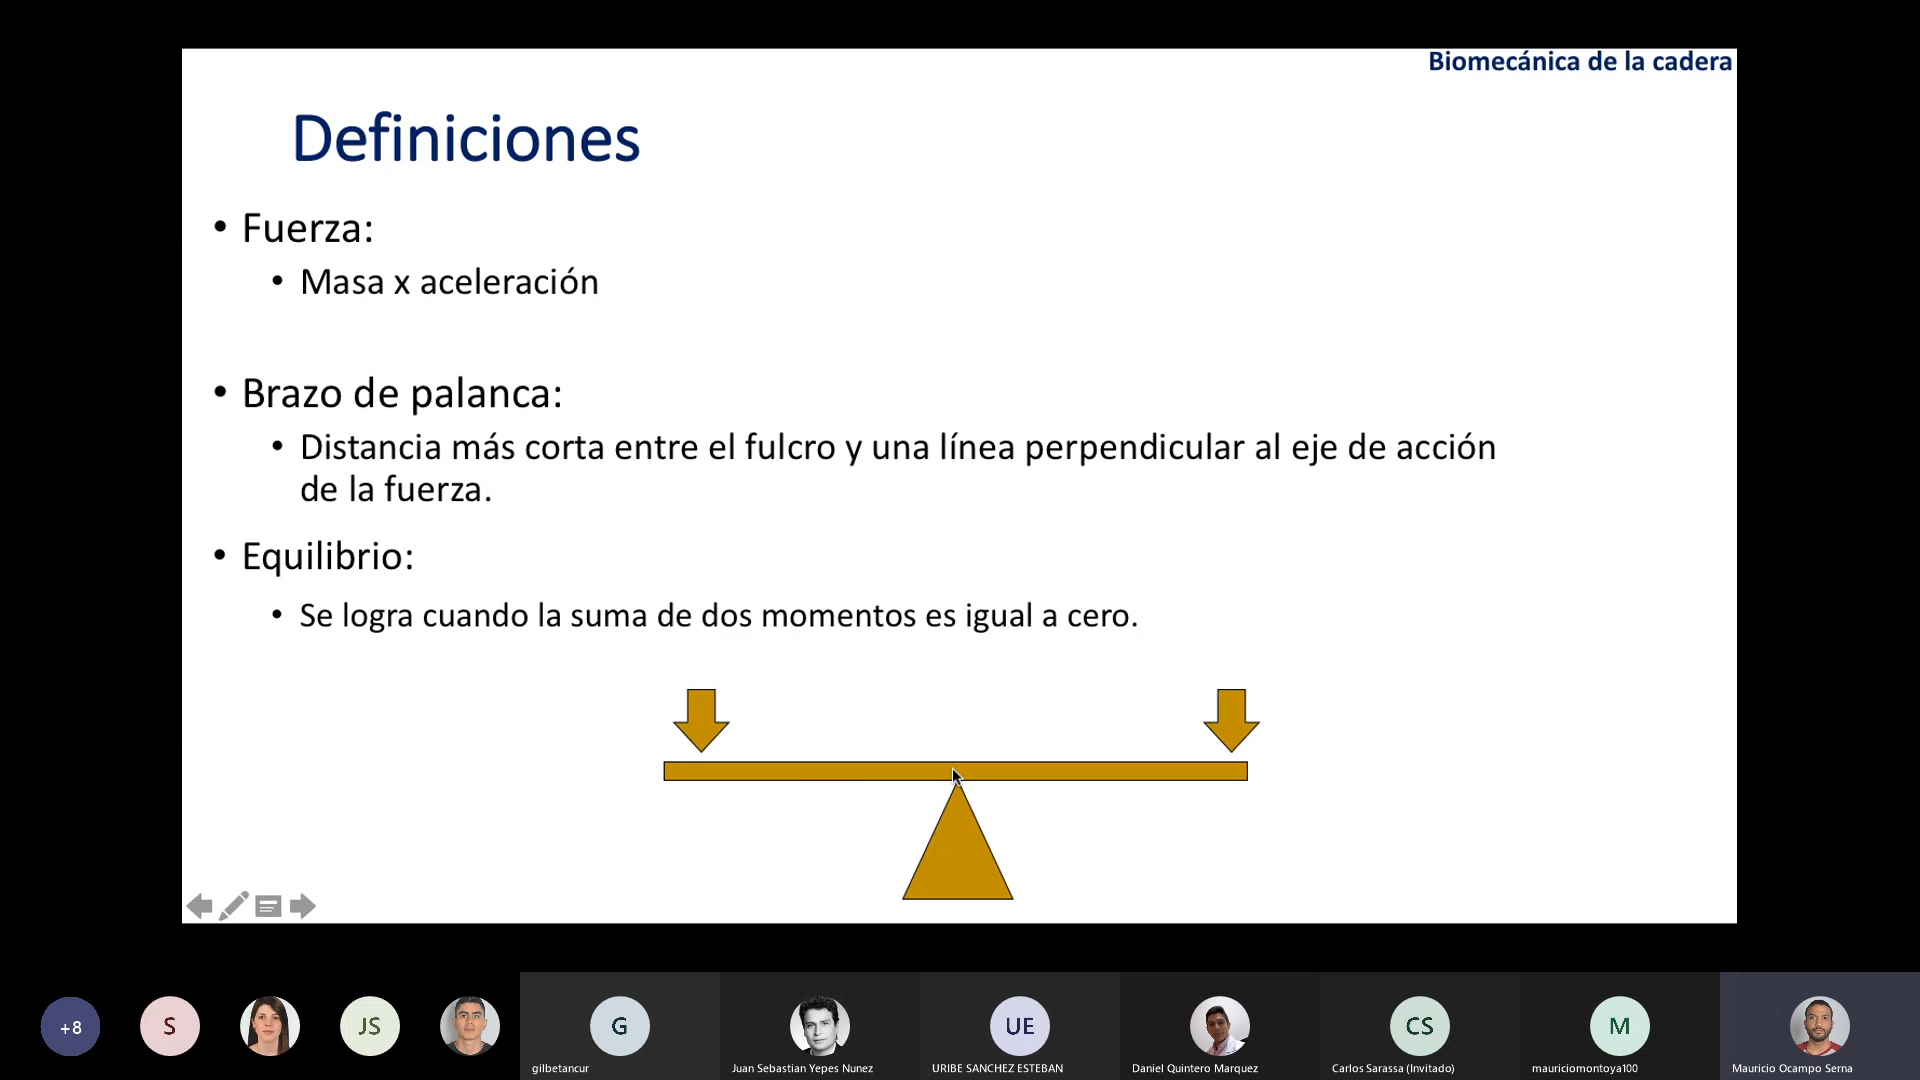 Biomecánica de la cadera
Definiciones
• Fuerza:
• Masa x aceleración
• Brazo de palanca:
• Distancia más corta entre el fulcro y una línea perpendicular al eje de acción
de la fuerza.
• Equilibrio:
• Se logra cuando la suma de dos momentos es igual a cero.
+8
S
JS
G
UE
CS
M
gilbetancur
Juan Sebastian Yepes Nunez
URIBE SANCHEZ ESTEBAN
Daniel Quintero Marquez
Carlos Sarassa (Invitado)
mauriciomontoya100
Mauricio Ocampo Serna